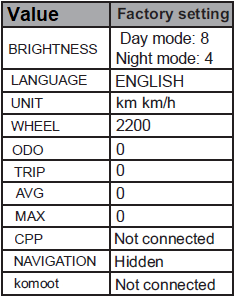 Value Factory setting
BRIGHTNESS Day mode: 8
Night mode: 4
LANGUAGE ENGLISH
UNIT km km/h
WHEEL 2200
ODO 0
TRIP 0
AVG 0
MAX 0
CPP Not connected
NAVIGATION Hidden
komoot Not connected